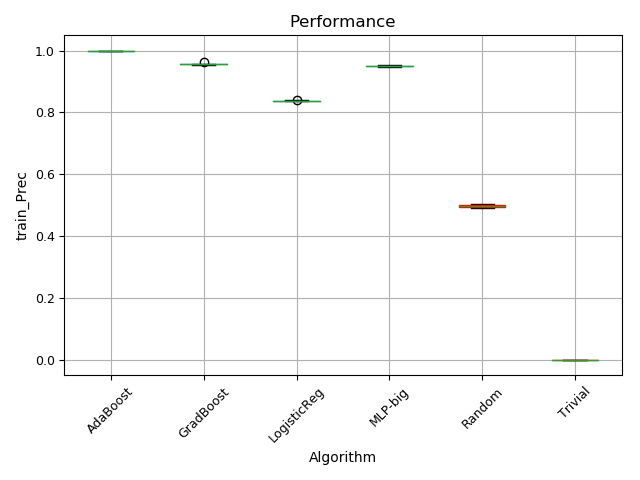 Performance
train_Prec
1.0
0.8
0.6
0.4
0.2
0.0
AdaBoost
GradBoost
LogisticReg
MLP-big
Random
Trivial
Algorithm